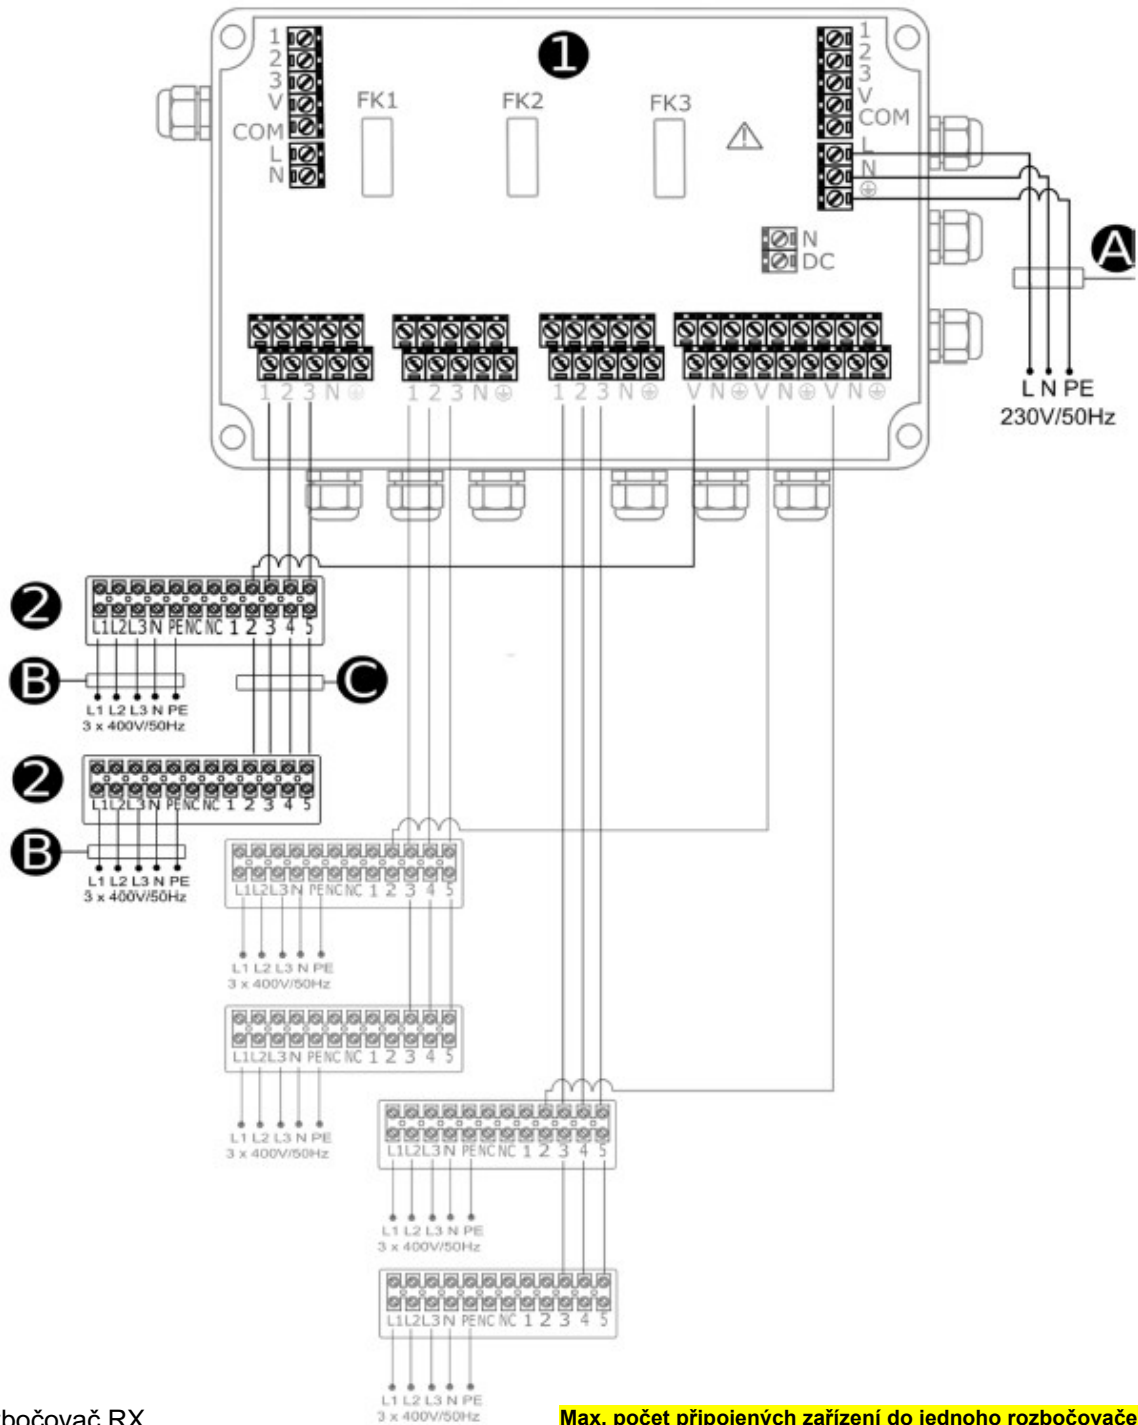 1
1
2
3
V
COM
L
N
FK1
FK2
FK3
1
2
3
V
COM
L
N
N
DC
A
L N PE
230V/50Hz
1 2 3 N
1 2 3 N
1 2 3 N
V N V N V N
2
L1 L2 L3 N PE NC NC 1 2 3 4 5
B
C
L1 L2 L3 N PE
3 x 400V/50Hz
2
L1 L2 L3 N PE NC NC 1 2 3 4 5
B
L1 L2 L3 N PE
3 x 400V/50Hz
L1 L2 L3 N PE NC NC 1 2 3 4 5
L1 L2 L3 N PE
3 x 400V/50Hz
L1 L2 L3 N PE NC NC 1 2 3 4 5
L1 L2 L3 N PE
3 x 400V/50Hz
L1 L2 L3 N PE NC NC 1 2 3 4 5
L1 L2 L3 N PE
3 x 400V/50Hz
L1 L2 L3 N PE NC NC 1 2 3 4 5
L1 L2 L3 N PE
3 x 400V/50Hz
bočovač RX
Max. počet připojených zařízení do jednoho rozbočovače